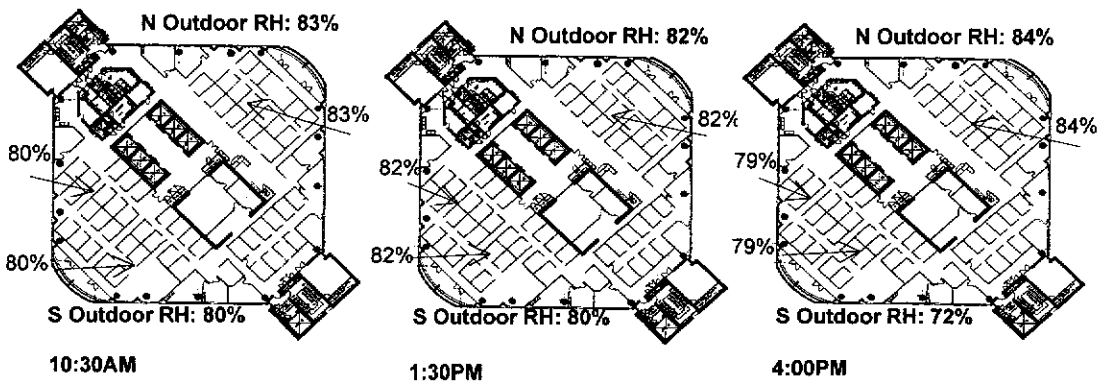 N Outdoor RH: 83%
83%
80%
80%
S Outdoor RH: 80%
10:30AM
N Outdoor RH: 82%
82%
82%
82%
S Outdoor RH: 80%
1:30PM
N Outdoor RH: 84%
84%
79%
79%
S Outdoor RH: 72%
4:00PM